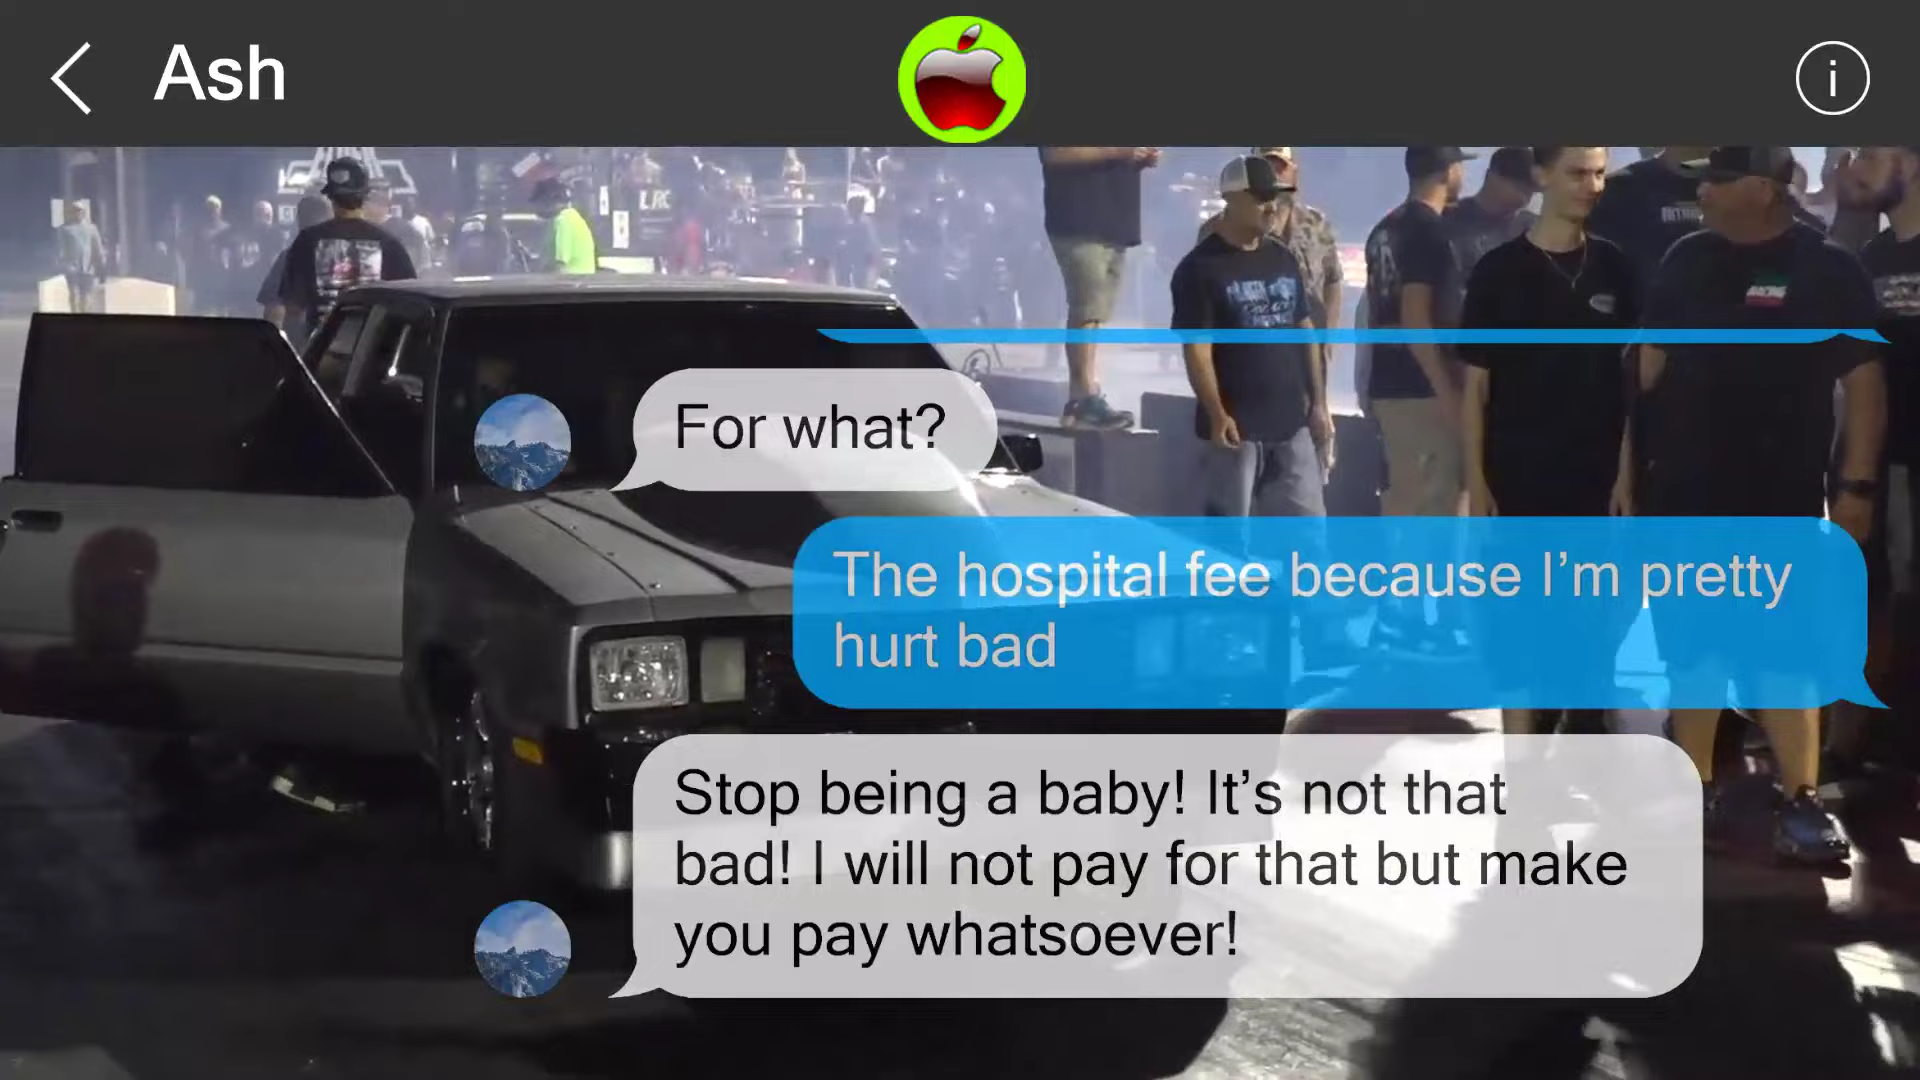 Ash
i
LRC
For what?
The hospital fee because I’m pretty
hurt bad
Stop being a baby! It’s not that
bad! I will not pay for that but make
you pay whatsoever!